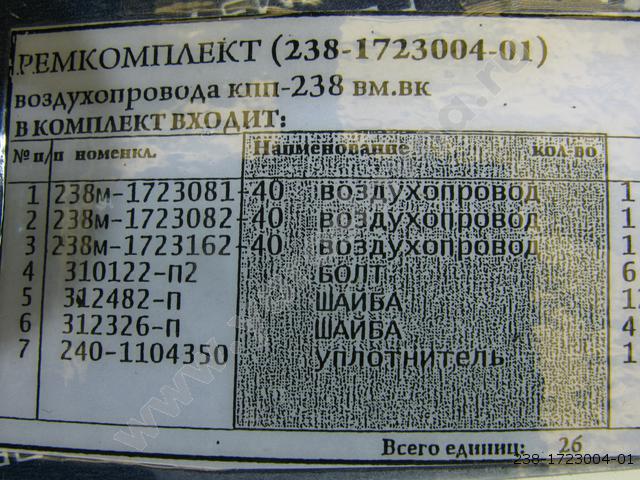 РЕМКОМПЛЕКТ (238-1723004-01)
воздухопровода кпп-238 вм.вк
В КОМПЛЕКТ ВХОДИТ:
№ п/п номенкл. Наименование кол-во
1 238м-1723081-40 воздухопровод 1
2 238м-1723082-40 воздухопровод 1
3 238м-1723162-40 воздухопровод 1
4 310122-п2 БОЛТ 6
5 312482-п ШАЙБА
6 312326-п ШАЙБА 4
7 240-1104350 уплотнитель 1
Всего единиц: 26
238-1723004-01